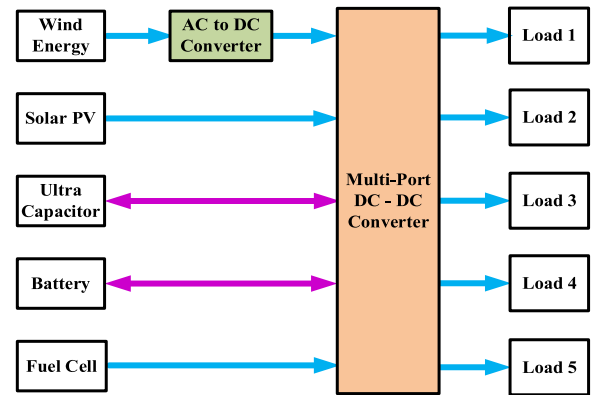 Wind
Energy
AC to DC
Converter
Load 1
Solar PV
Load 2
Ultra
Capacitor
Multi-Port
DC - DC
Converter
Load 3
Battery
Load 4
Fuel Cell
Load 5